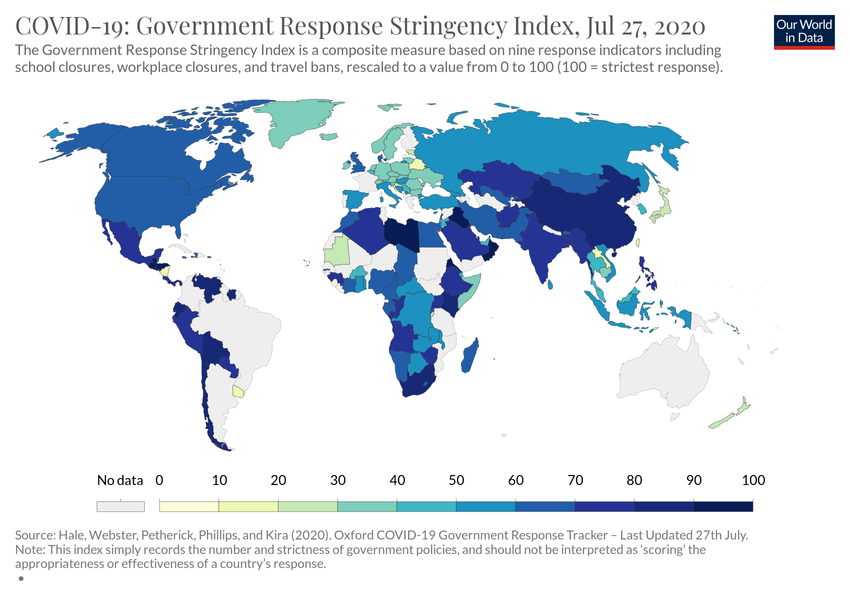 COVID-19: Government Response Stringency Index, Jul 27, 2020
Our World
in Data
The Government Response Stringency Index is a composite measure based on nine response indicators including
school closures, workplace closures, and travel bans, rescaled to a value from 0 to 100 (100 = strictest response).
No data 0 10 20 30 40 50 60 70 80 90 100
Source: Hale, Webster, Petherick, Phillips, and Kira (2020). Oxford COVID-19 Government Response Tracker – Last Updated 27th July.
Note: This index simply records the number and strictness of government policies, and should not be interpreted as ‘scoring’ the
appropriateness or effectiveness of a country’s response.